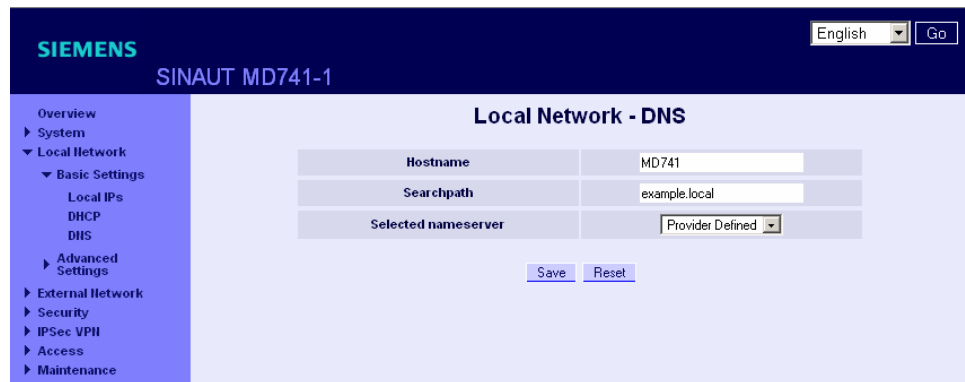 English Go
SIEMENS
SINAUT MD741-1
Overview
System
Local Network
Basic Settings
Local IPs
DHCP
DNS
Advanced
Settings
External Network
Security
IPSec VPN
Access
Maintenance
Local Network - DNS
Hostname MD741
Searchpath example.local
Selected nameserver Provider Defined
Save Reset